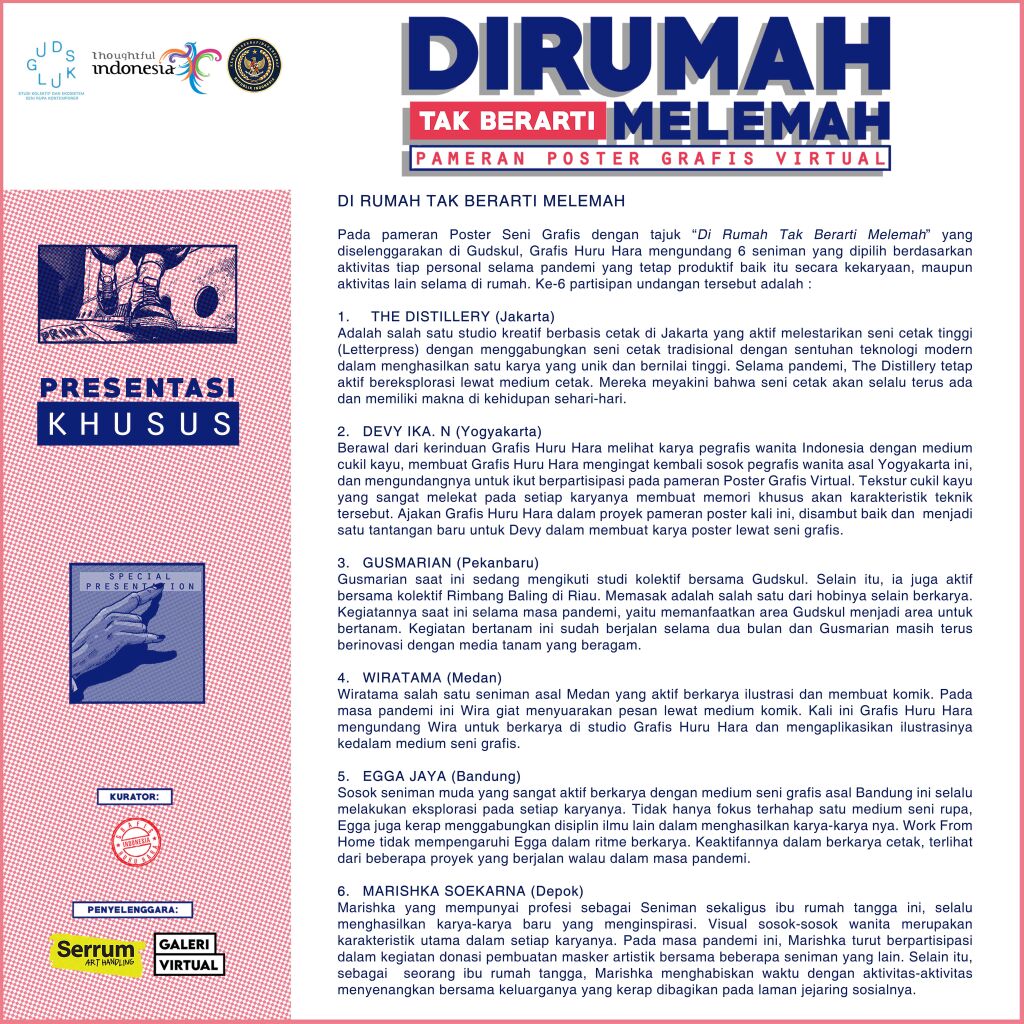 GUDSKUL
STUDI KOLEKTIF DAN EKOSISTEM
SENI RUPA KONTEMPORER
thoughtful
indonesia
DIRUMAH
TAK BERARTI MELEMAH
PAMERAN POSTER GRAFIS VIRTUAL
PRINT
PRESENTASI
KHUSUS
SPECIAL
PRESENTATION
KURATOR:
GRAFIS
INDONESIA
HURU HARA
PENYELENGGARA:
Serrum
ART HANDLING
GALERI
VIRTUAL
DI RUMAH TAK BERARTI MELEMAH
Pada pameran Poster Seni Grafis dengan tajuk “Di Rumah Tak Berarti Melemah” yang
diselenggarakan di Gudskul, Grafis Huru Hara mengundang 6 seniman yang dipilih berdasarkan
aktivitas tiap personal selama pandemi yang tetap produktif baik itu secara kekaryaan, maupun
aktivitas lain selama di rumah. Ke-6 partisipan undangan tersebut adalah :
1. THE DISTILLERY (Jakarta)
Adalah salah satu studio kreatif berbasis cetak di Jakarta yang aktif melestarikan seni cetak tinggi
(Letterpress) dengan menggabungkan seni cetak tradisional dengan sentuhan teknologi modern
dalam menghasilkan satu karya yang unik dan bernilai tinggi. Selama pandemi, The Distillery tetap
aktif bereksplorasi lewat medium cetak. Mereka meyakini bahwa seni cetak akan selalu terus ada
dan memiliki makna di kehidupan sehari-hari.
2. DEVY IKA. N (Yogyakarta)
Berawal dari kerinduan Grafis Huru Hara melihat karya pegrafis wanita Indonesia dengan medium
cukil kayu, membuat Grafis Huru Hara mengingat kembali sosok pegrafis wanita asal Yogyakarta ini,
dan mengundangnya untuk ikut berpartisipasi pada pameran Poster Grafis Virtual. Tekstur cukil kayu
yang sangat melekat pada setiap karyanya membuat memori khusus akan karakteristik teknik
tersebut. Ajakan Grafis Huru Hara dalam proyek pameran poster kali ini, disambut baik dan menjadi
satu tantangan baru untuk Devy dalam membuat karya poster lewat seni grafis.
3. GUSMARIAN (Pekanbaru)
Gusmarian saat ini sedang mengikuti studi kolektif bersama Gudskul. Selain itu, ia juga aktif
bersama kolektif Rimbang Baling di Riau. Memasak adalah salah satu dari hobinya selain berkarya.
Kegiatannya saat ini selama masa pandemi, yaitu memanfaatkan area Gudskul menjadi area untuk
bertanam. Kegiatan bertanam ini sudah berjalan selama dua bulan dan Gusmarian masih terus
berinovasi dengan media tanam yang beragam.
4. WIRATAMA (Medan)
Wiratama salah satu seniman asal Medan yang aktif berkarya ilustrasi dan membuat komik. Pada
masa pandemi ini Wira giat menyuarakan pesan lewat medium komik. Kali ini Grafis Huru Hara
mengundang Wira untuk berkarya di studio Grafis Huru Hara dan mengaplikasikan ilustrasinya
kedalam medium seni grafis.
5. EGGA JAYA (Bandung)
Sosok seniman muda yang sangat aktif berkarya dengan medium seni grafis asal Bandung ini selalu
melakukan eksplorasi pada setiap karyanya. Tidak hanya fokus terhahap satu medium seni rupa,
Egga juga kerap menggabungkan disiplin ilmu lain dalam menghasilkan karya-karya nya. Work From
Home tidak mempengaruhi Egga dalam ritme berkarya. Keaktifannya dalam berkarya cetak, terlihat
dari beberapa proyek yang berjalan walau dalam masa pandemi.
6. MARISHKA SOEKARNA (Depok)
Marishka yang mempunyai profesi sebagai Seniman sekaligus ibu rumah tangga ini, selalu
menghasilkan karya-karya baru yang menginspirasi. Visual sosok-sosok wanita merupakan
karakteristik utama dalam setiap karyanya. Pada masa pandemi ini, Marishka turut berpartisipasi
dalam kegiatan donasi pembuatan masker artistik bersama beberapa seniman yang lain. Selain itu,
sebagai seorang ibu rumah tangga, Marishka menghabiskan waktu dengan aktivitas-aktivitas
menyenangkan bersama keluarganya yang kerap dibagikan pada laman jejaring sosialnya.